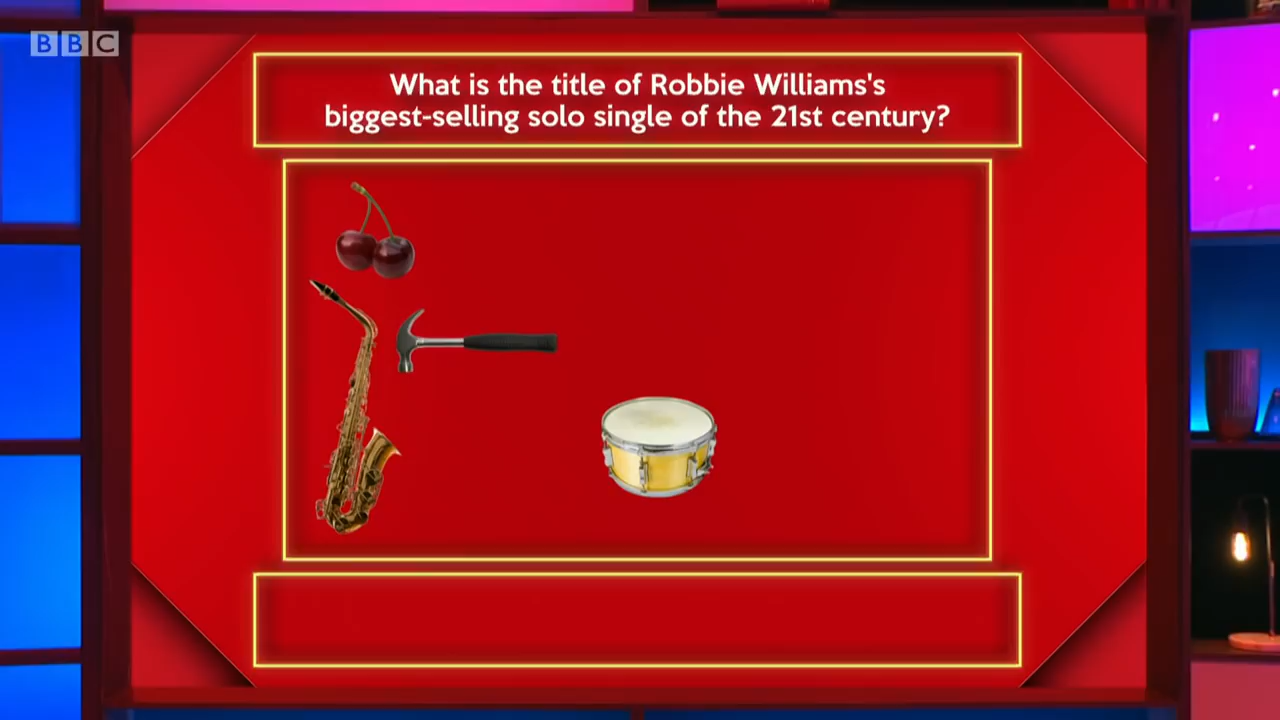 BBC
What is the title of Robbie Williams's
biggest-selling solo single of the 21st century?